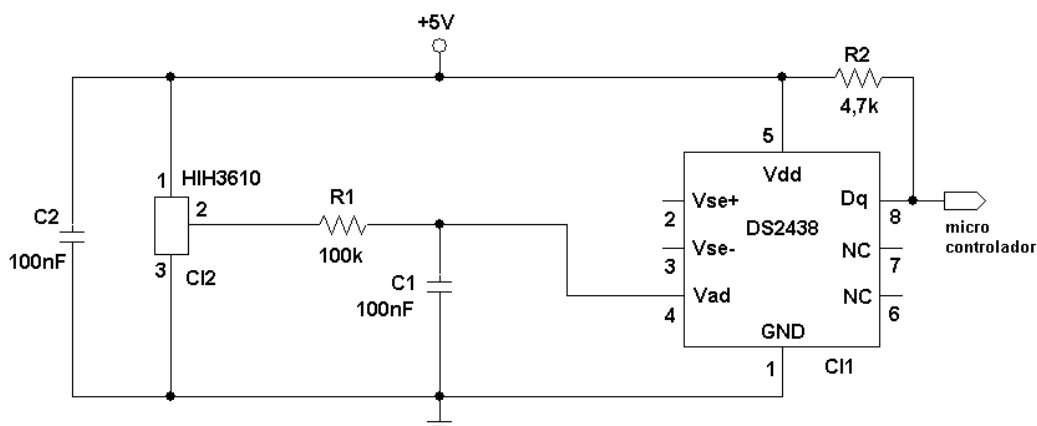 +5V
R2
4,7k
5
Vdd
HIH3610
1
2
3
CI2
R1
100k
C2
100nF
C1
100nF
Vse+
2
DS2438
Vse-
3
Vad
4
Dq
8
NC
7
NC
6
GND
1
CI1
micro
controlador